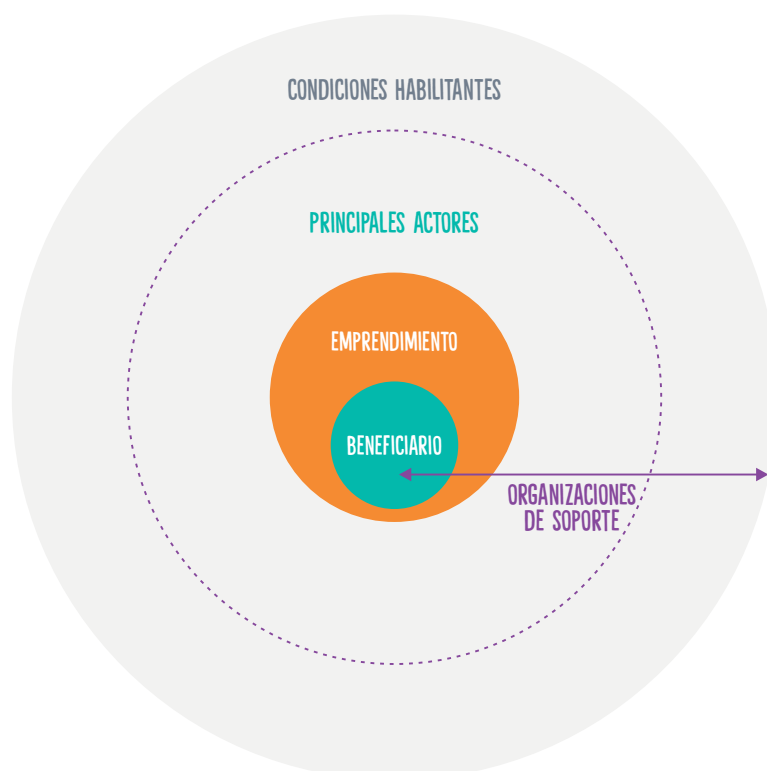 CONDICIONES HABILITANTES
PRINCIPALES ACTORES
EMPRENDIMIENTO
BENEFICIARIO
ORGANIZACIONES
DE SOPORTE